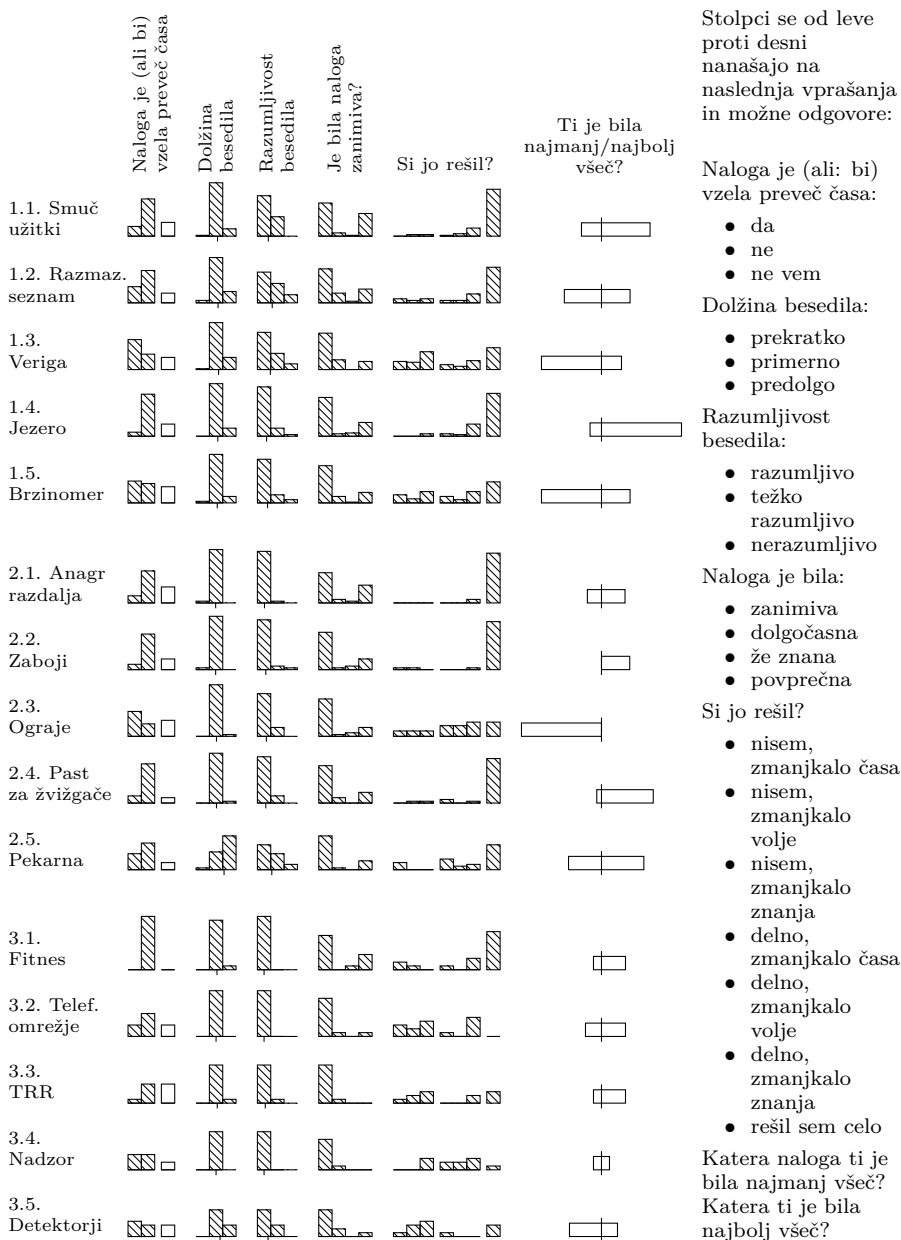 Naloga je (ali bi)
vzela preveč časa
Dolžina
besedila
Razumljivost
besedila
Je bila naloga
zanimiva?
Si jo rešil?
Ti je bila
najmanj/najbolj
všeč?
1.1. Smuč
užitki
1.2. Razmaz.
seznam
1.3.
Veriga
1.4.
Jezero
1.5.
Brzinomer
2.1. Anagr
razdalja
2.2.
Zaboji
2.3.
Ograje
2.4. Past
za žvižgače
2.5.
Pekarna
3.1.
Fitnes
3.2. Telef.
omrežje
3.3.
TRR
3.4.
Nadzor
3.5.
Detektorji
Stolpci se od leve
proti desni
nanašajo na
naslednja vprašanja
in možne odgovore:
Naloga je (ali: bi)
vzela preveč časa:
• da
• ne
• ne vem
Dolžina besedila:
• prekratko
• primerno
• predolgo
Razumljivost
besedila:
• razumljivo
• težko
razumljivo
• nerazumljivo
Naloga je bila:
• zanimiva
• dolgočasna
• že znana
• povprečna
Si jo rešil?
• nisem,
zmanjkalo časa
• nisem,
zmanjkalo
volje
• nisem,
zmanjkalo
znanja
• delno,
zmanjkalo časa
• delno,
zmanjkalo
volje
• delno,
zmanjkalo
znanja
• rešil sem celo
Katera naloga ti je
bila najmanj všeč?
Katera ti je bila
najbolj všeč?